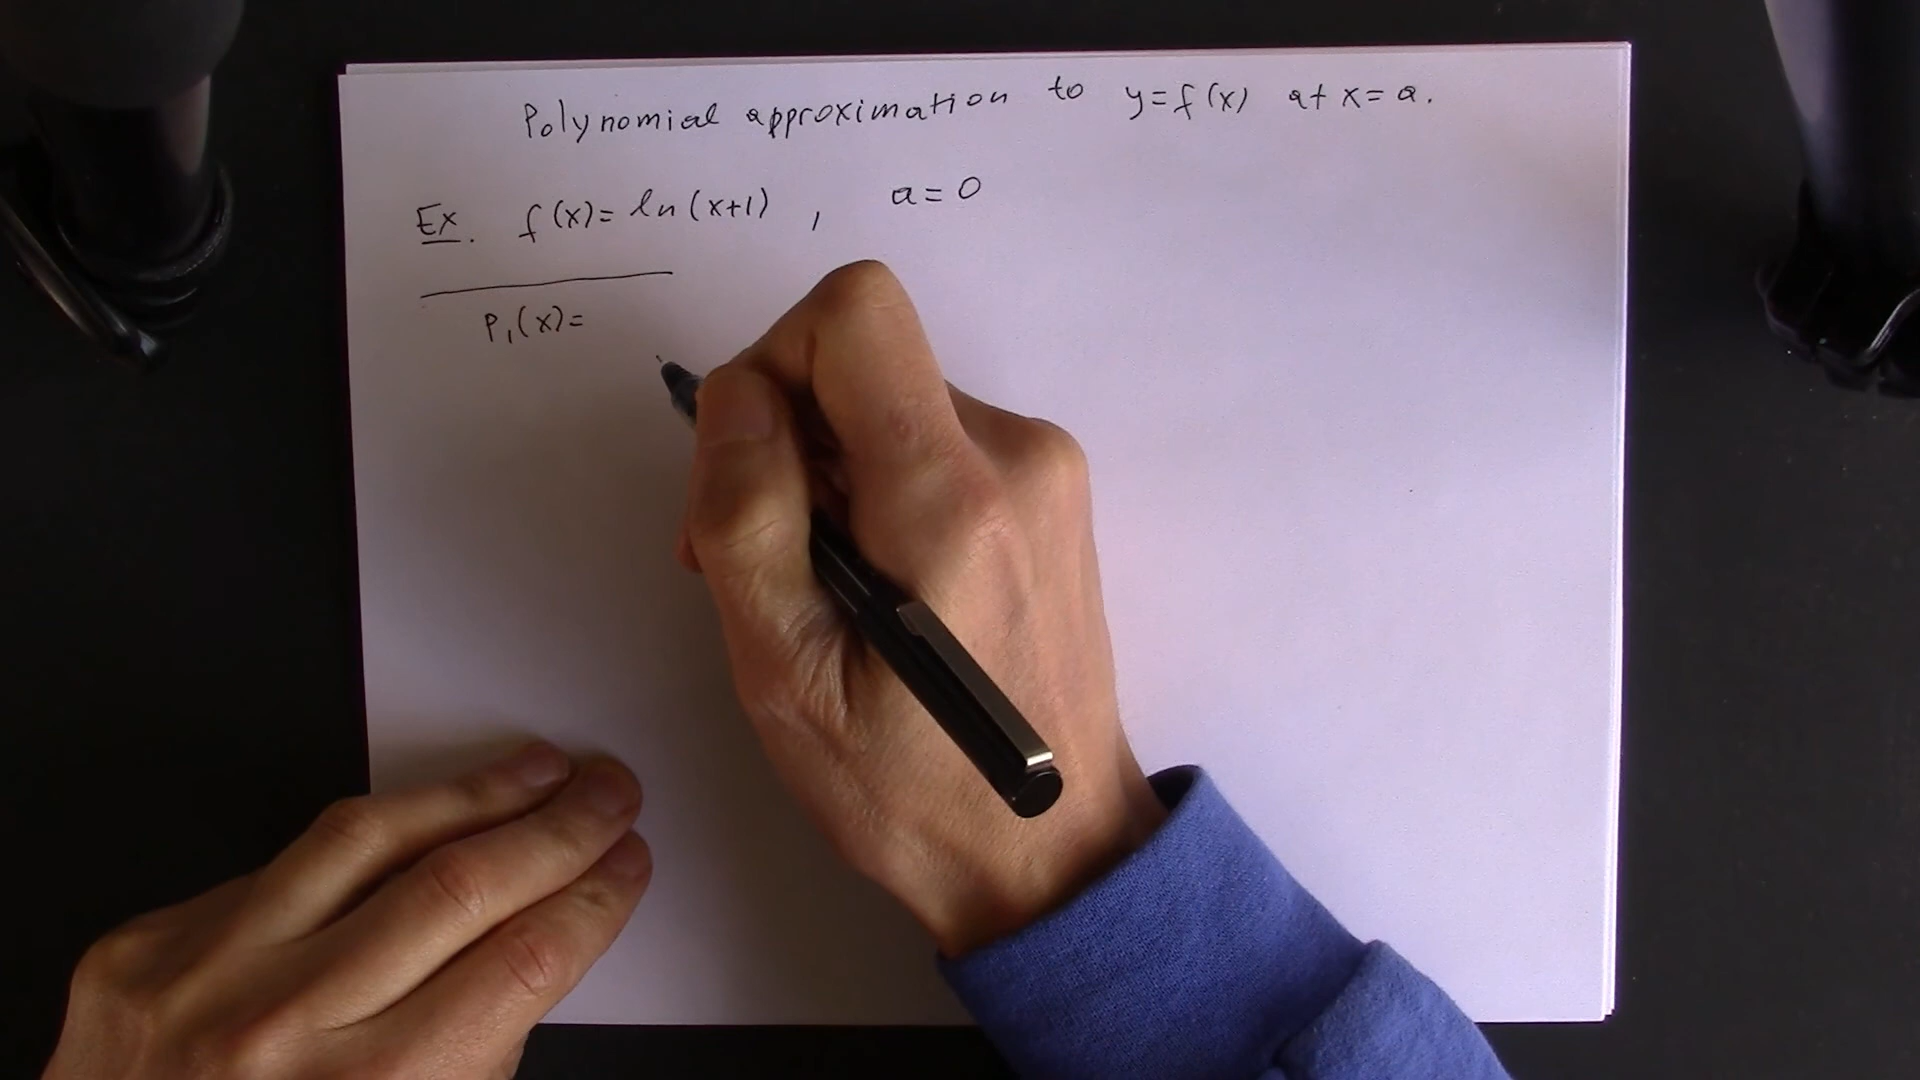 Polynomial approximation to y=f(x) at x=a.
Ex. f(x)=ln(x+1), a=0
P₁(x)=